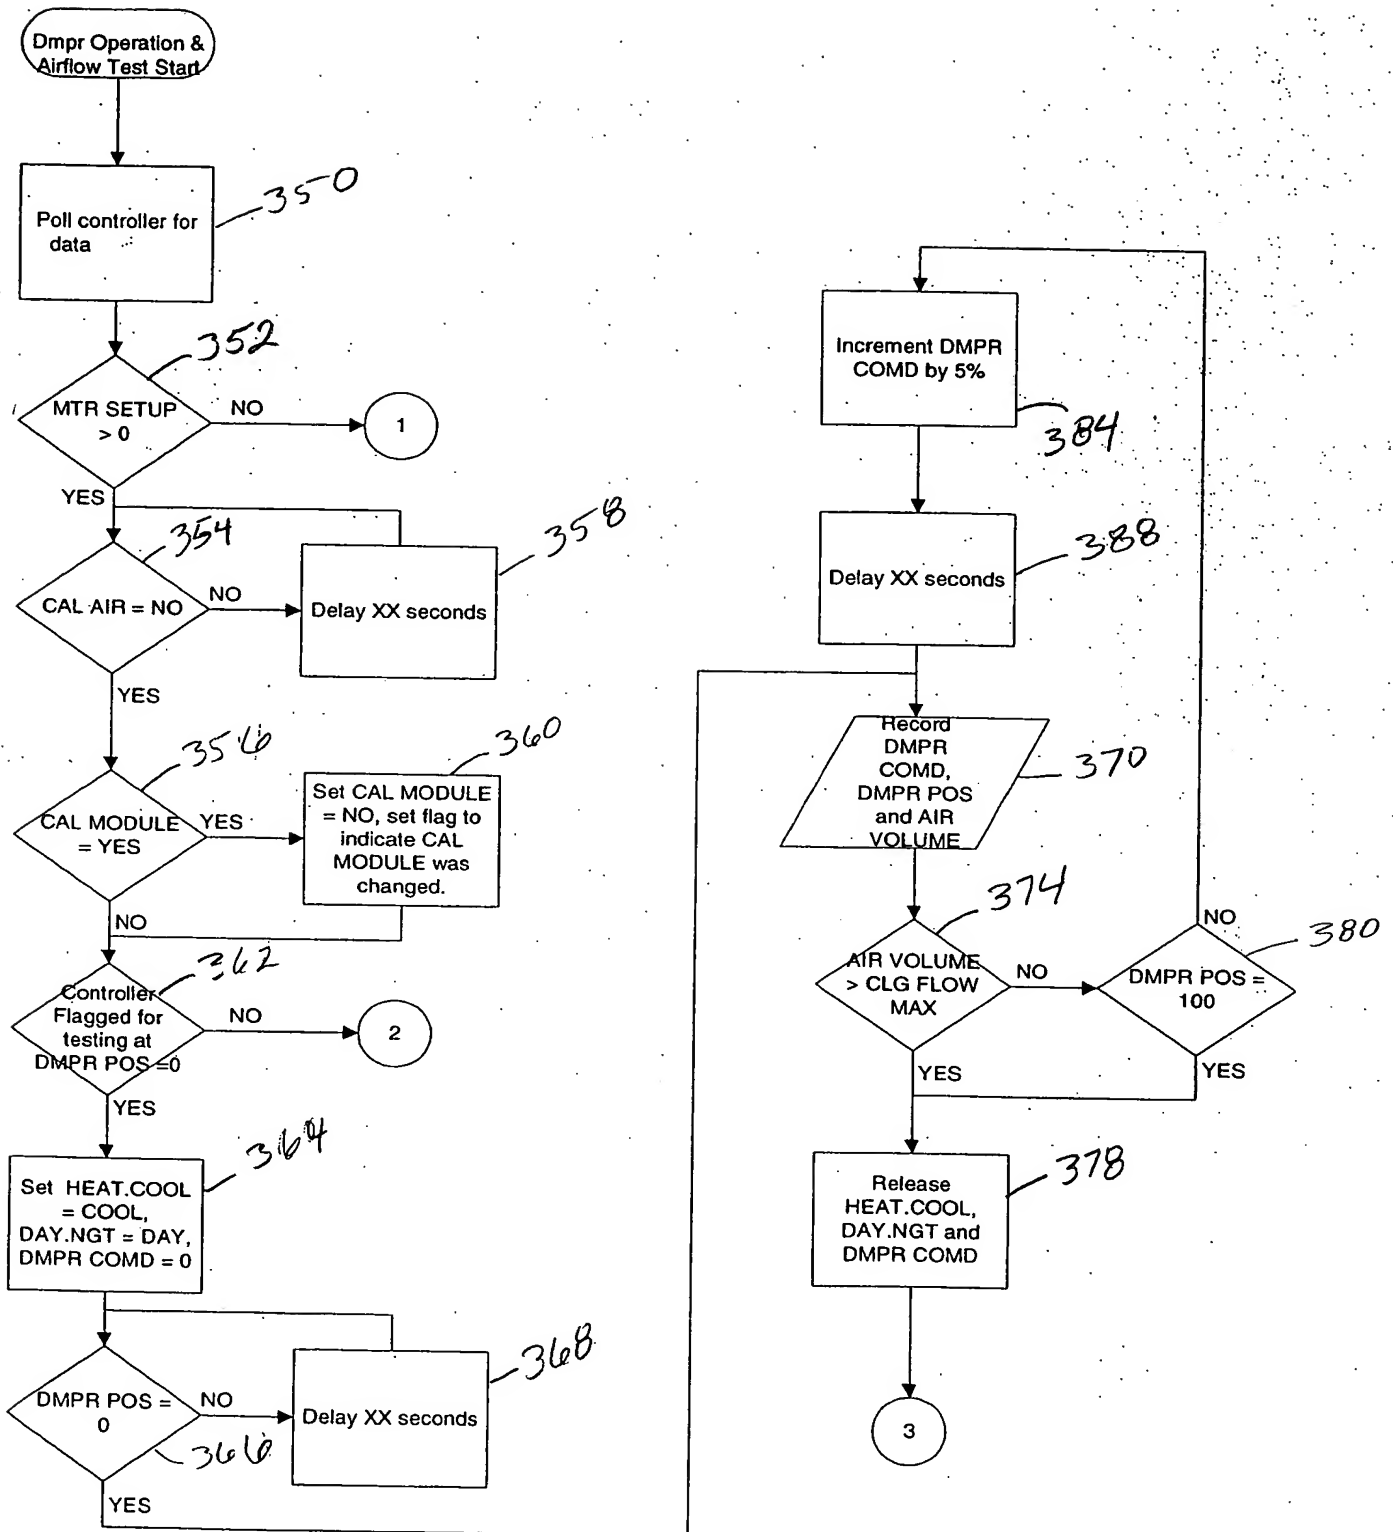 Dmpr Operation &
Airflow Test Start
Poll controller for
data
350
352
MTR SETUP
> 0
NO
1
YES
354
CAL AIR = NO
NO
Delay XX seconds
358
YES
356
CAL MODULE
= YES
YES
Set CAL MODULE
= NO, set flag to
indicate CAL
MODULE was
changed.
360
NO
362
Controller
Flagged for
testing at
DMPR POS =0
NO
2
YES
364
Set HEAT.COOL
= COOL,
DAY.NGT = DAY,
DMPR COMD = 0
DMPR POS =
0
NO
366
Delay XX seconds
368
YES
Increment DMPR
COMD by 5%
384
Delay XX seconds
388
Record
DMPR
COMD,
DMPR POS
and AIR
VOLUME
370
374
AIR VOLUME
> CLG FLOW
MAX
NO
DMPR POS =
100
NO
380
YES
YES
Release
HEAT.COOL,
DAY.NGT and
DMPR COMD
378
3